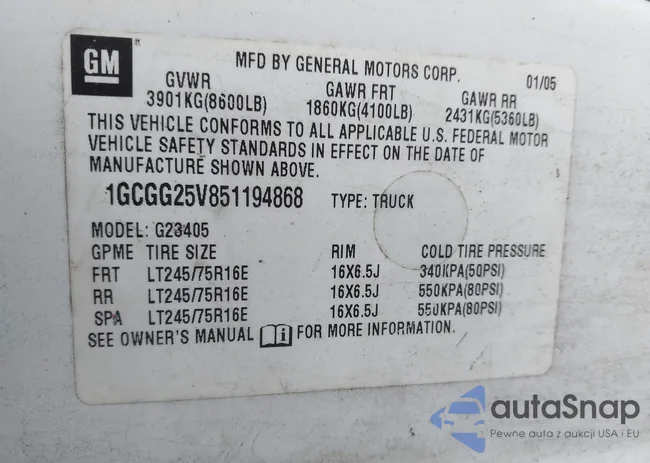 GM
MFD BY GENERAL MOTORS CORP. 01/05
GVWR GAWR FRT GAWR RR
3901KG(8600LB) 1860KG(4100LB) 2431KG(5360LB)
THIS VEHICLE CONFORMS TO ALL APPLICABLE U.S. FEDERAL MOTOR
VEHICLE SAFETY STANDARDS IN EFFECT ON THE DATE OF
MANUFACTURE SHOWN ABOVE.
1GCGG25V851194868 TYPE: TRUCK
MODEL: G23405
GPME TIRE SIZE RIM COLD TIRE PRESSURE
FRT LT245/75R16E 16X6.5J 340KPA(50PSI)
RR LT245/75R16E 16X6.5J 550KPA(80PSI)
SPA LT245/75R16E 16X6.5J 550KPA(80PSI)
SEE OWNER'S MANUAL FOR MORE INFORMATION.
autaSnap
Pewne auta z aukcji USA i EU